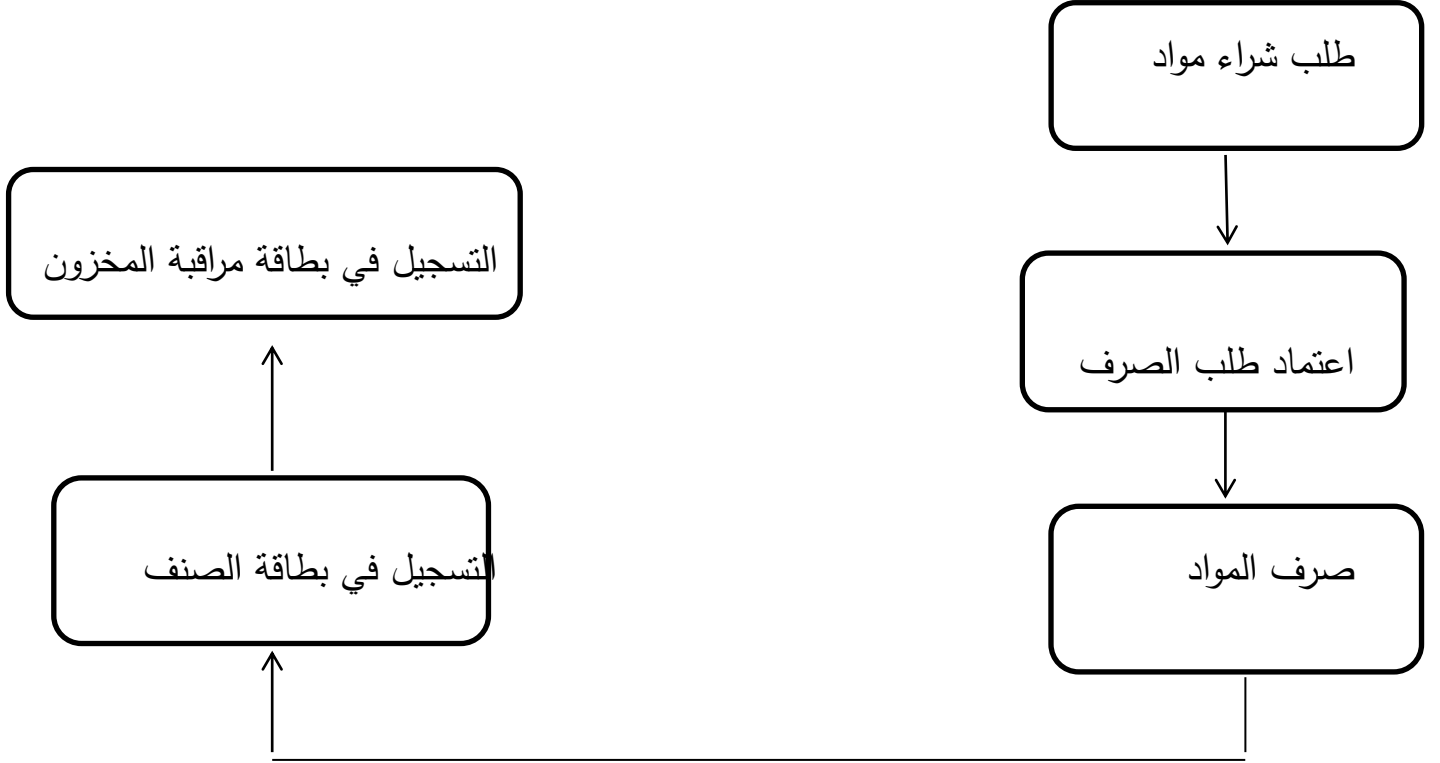 طلب شراء مواد
اعتماد طلب الصرف
صرف المواد
التسجيل في بطاقة الصنف
التسجيل في بطاقة مراقبة المخزون